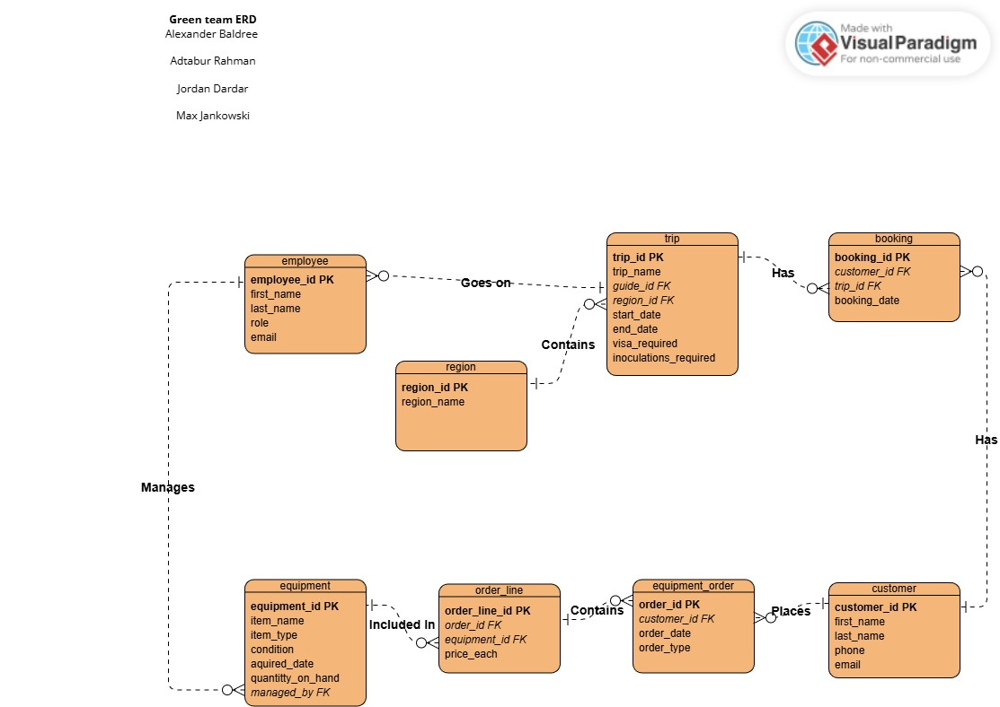 Green team ERD
Alexander Baldree
Adtabur Rahman
Jordan Dardar
Max Jankowski
Made with
VisualParadigm
For non-commercial use
employee
employee_id PK
first_name
last_name
role
email
Goes on
trip
trip_id PK
trip_name
guide_id FK
region_id FK
start_date
end_date
visa_required
inoculations_required
Has
booking
booking_id PK
customer_id FK
trip_id FK
booking_date
Contains
region
region_id PK
region_name
Has
Manages
equipment
equipment_id PK
item_name
item_type
condition
aquired_date
quantitty_on_hand
managed_by FK
Included In
order_line
order_line_id PK
order_id FK
equipment_id FK
price_each
Contains
equipment_order
order_id PK
customer_id FK
order_date
order_type
Places
customer
customer_id PK
first_name
last_name
phone
email